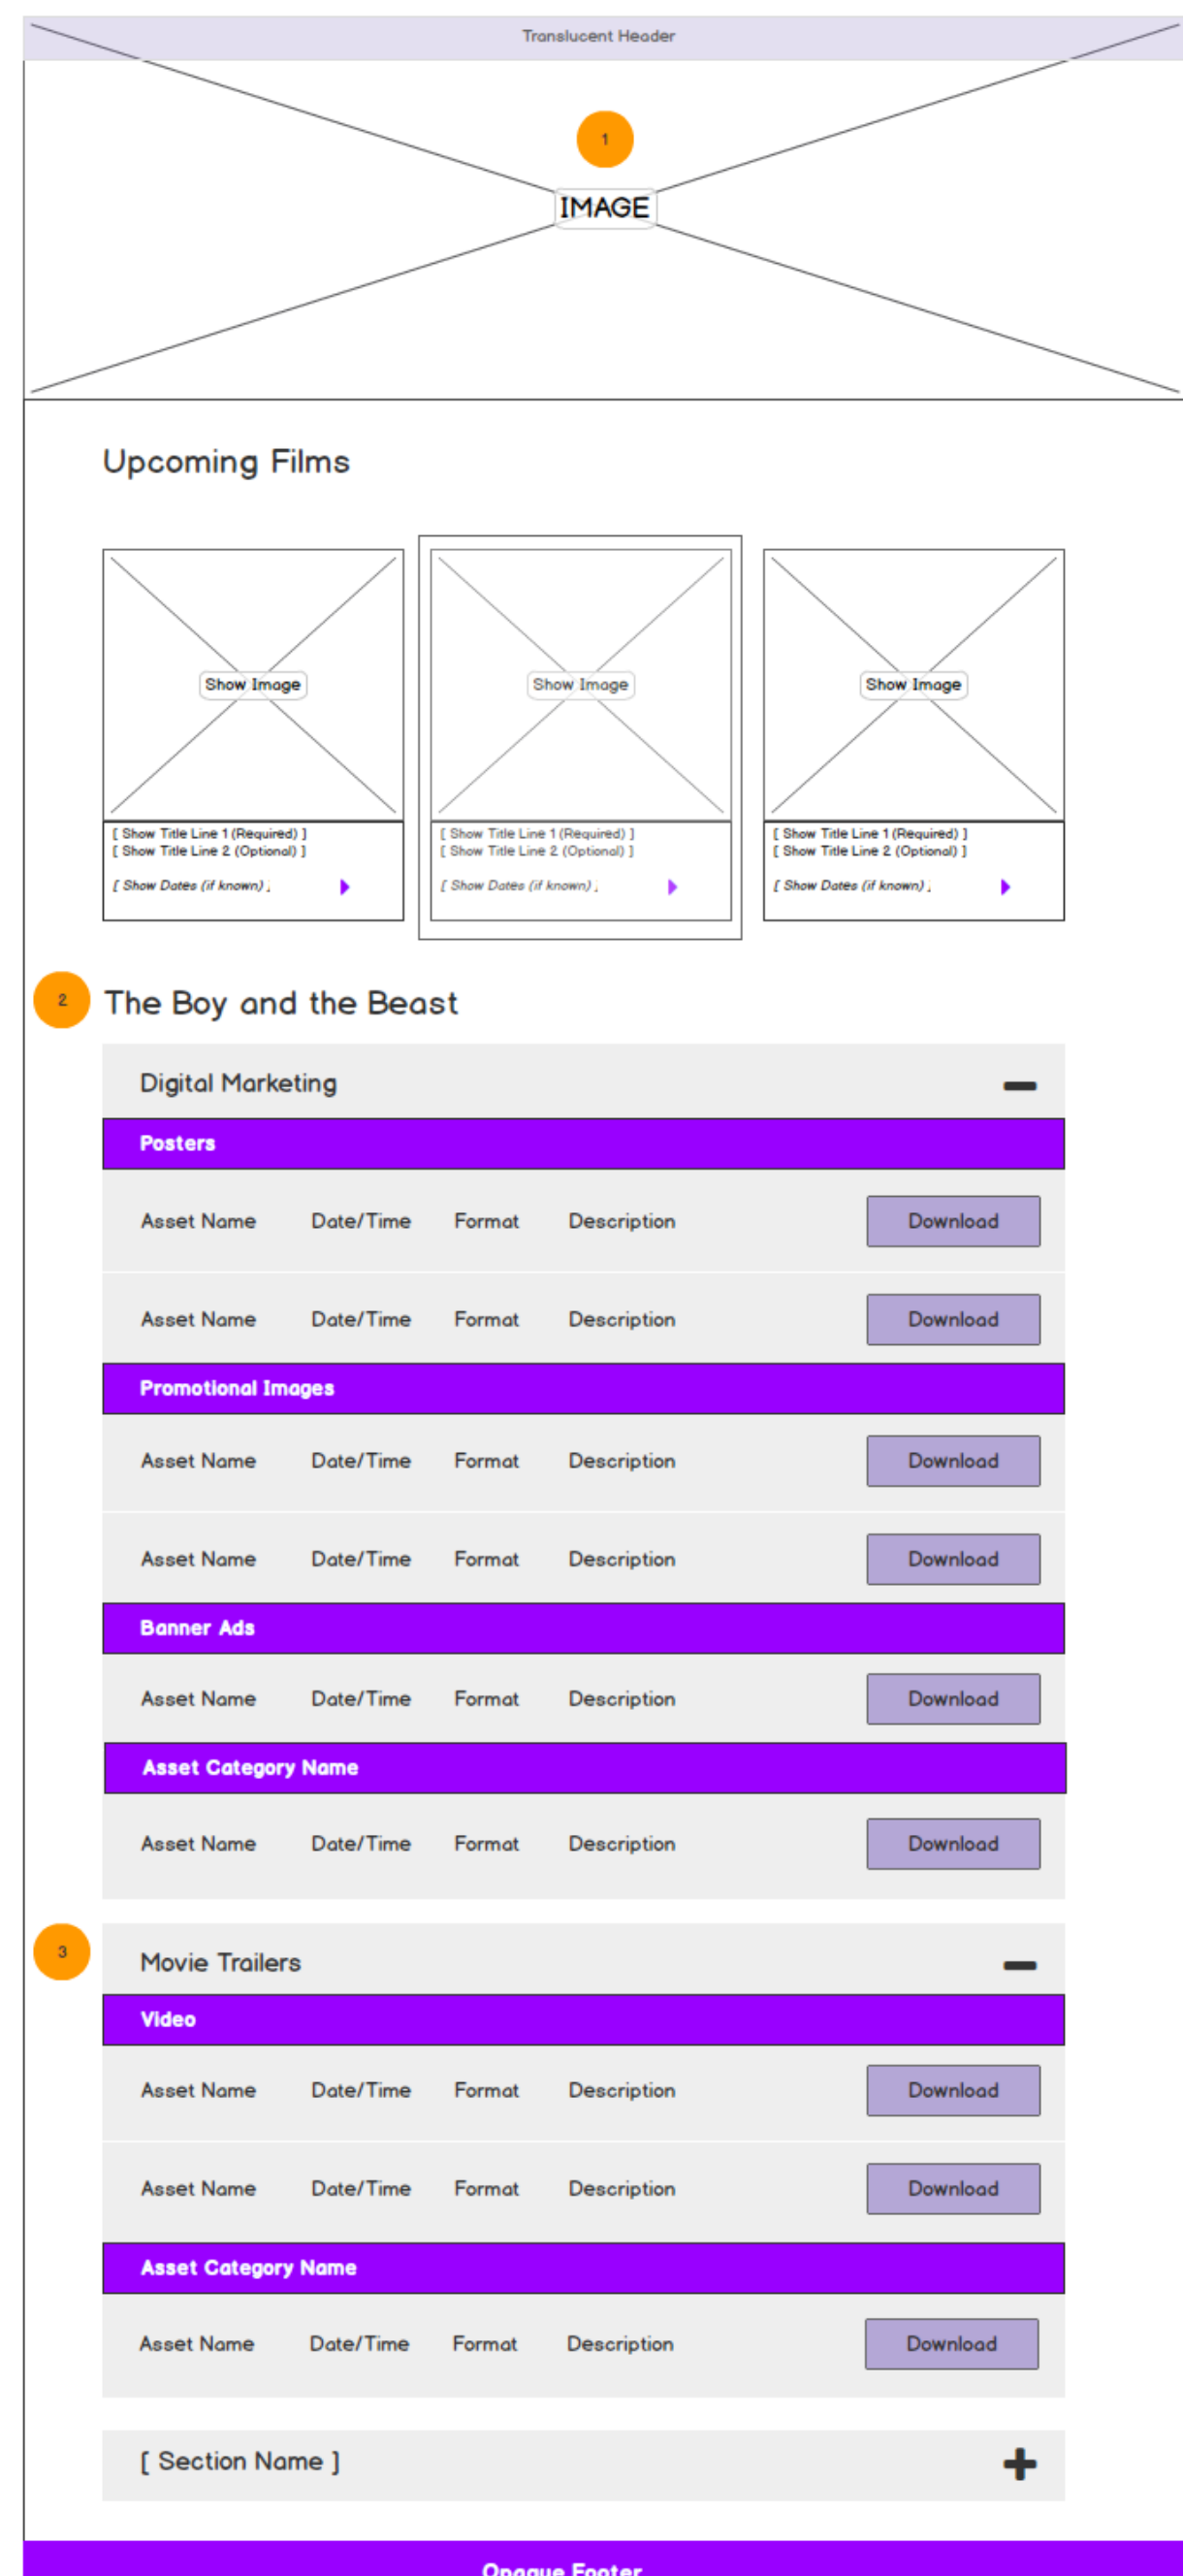 Translucent Header
1
IMAGE
Upcoming Films
Show Image Show Image Show Image
[ Show Title Line 1 (Required) ] [ Show Title Line 1 (Required) ] [ Show Title Line 1 (Required) ]
[ Show Title Line 2 (Optional) ] [ Show Title Line 2 (Optional) ] [ Show Title Line 2 (Optional) ]
[ Show Dates (if known) ] [ Show Dates (if known) ] [ Show Dates (if known) ]
2 The Boy and the Beast
Digital Marketing
Posters
Asset Name Date/Time Format Description Download
Asset Name Date/Time Format Description Download
Promotional Images
Asset Name Date/Time Format Description Download
Asset Name Date/Time Format Description Download
Banner Ads
Asset Name Date/Time Format Description Download
Asset Category Name
Asset Name Date/Time Format Description Download
3
Movie Trailers
Video
Asset Name Date/Time Format Description Download
Asset Name Date/Time Format Description Download
Asset Category Name
Asset Name Date/Time Format Description Download
[ Section Name ]
Opaque Footer